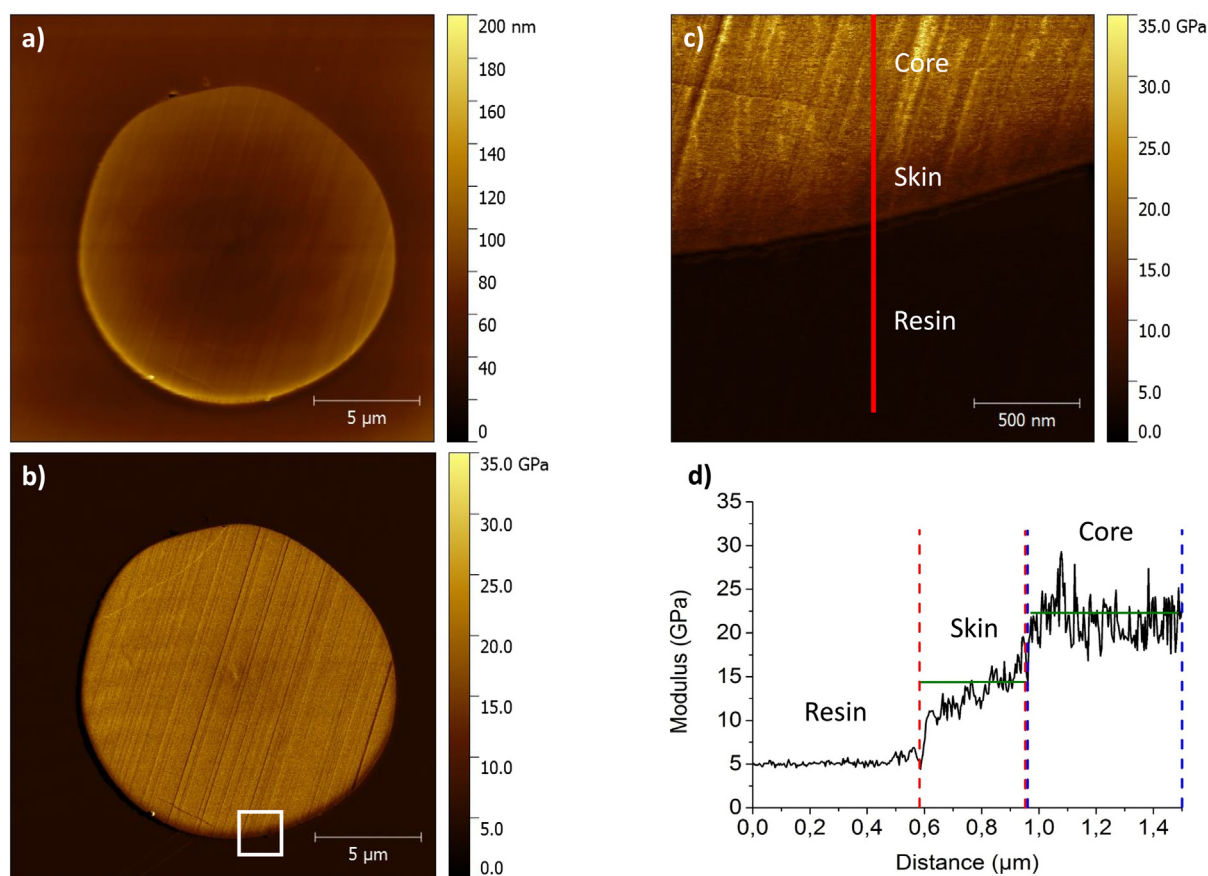 a)
200 nm
180
160
140
120
100
80
60
40
0
5 µm
b)
35.0 GPa
30.0
25.0
20.0
15.0
10.0
5.0
0.0
5 µm
c)
Core
Skin
Resin
500 nm
35.0 GPa
30.0
25.0
20.0
15.0
10.0
5.0
0.0
d)
Modulus (GPa)
35
30
25
20
15
10
5
0
Resin
Skin
Core
0,0 0,2 0,4 0,6 0,8 1,0 1,2 1,4
Distance (µm)